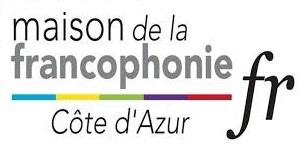 maison de la
francophonie
fr
Côte d'Azur